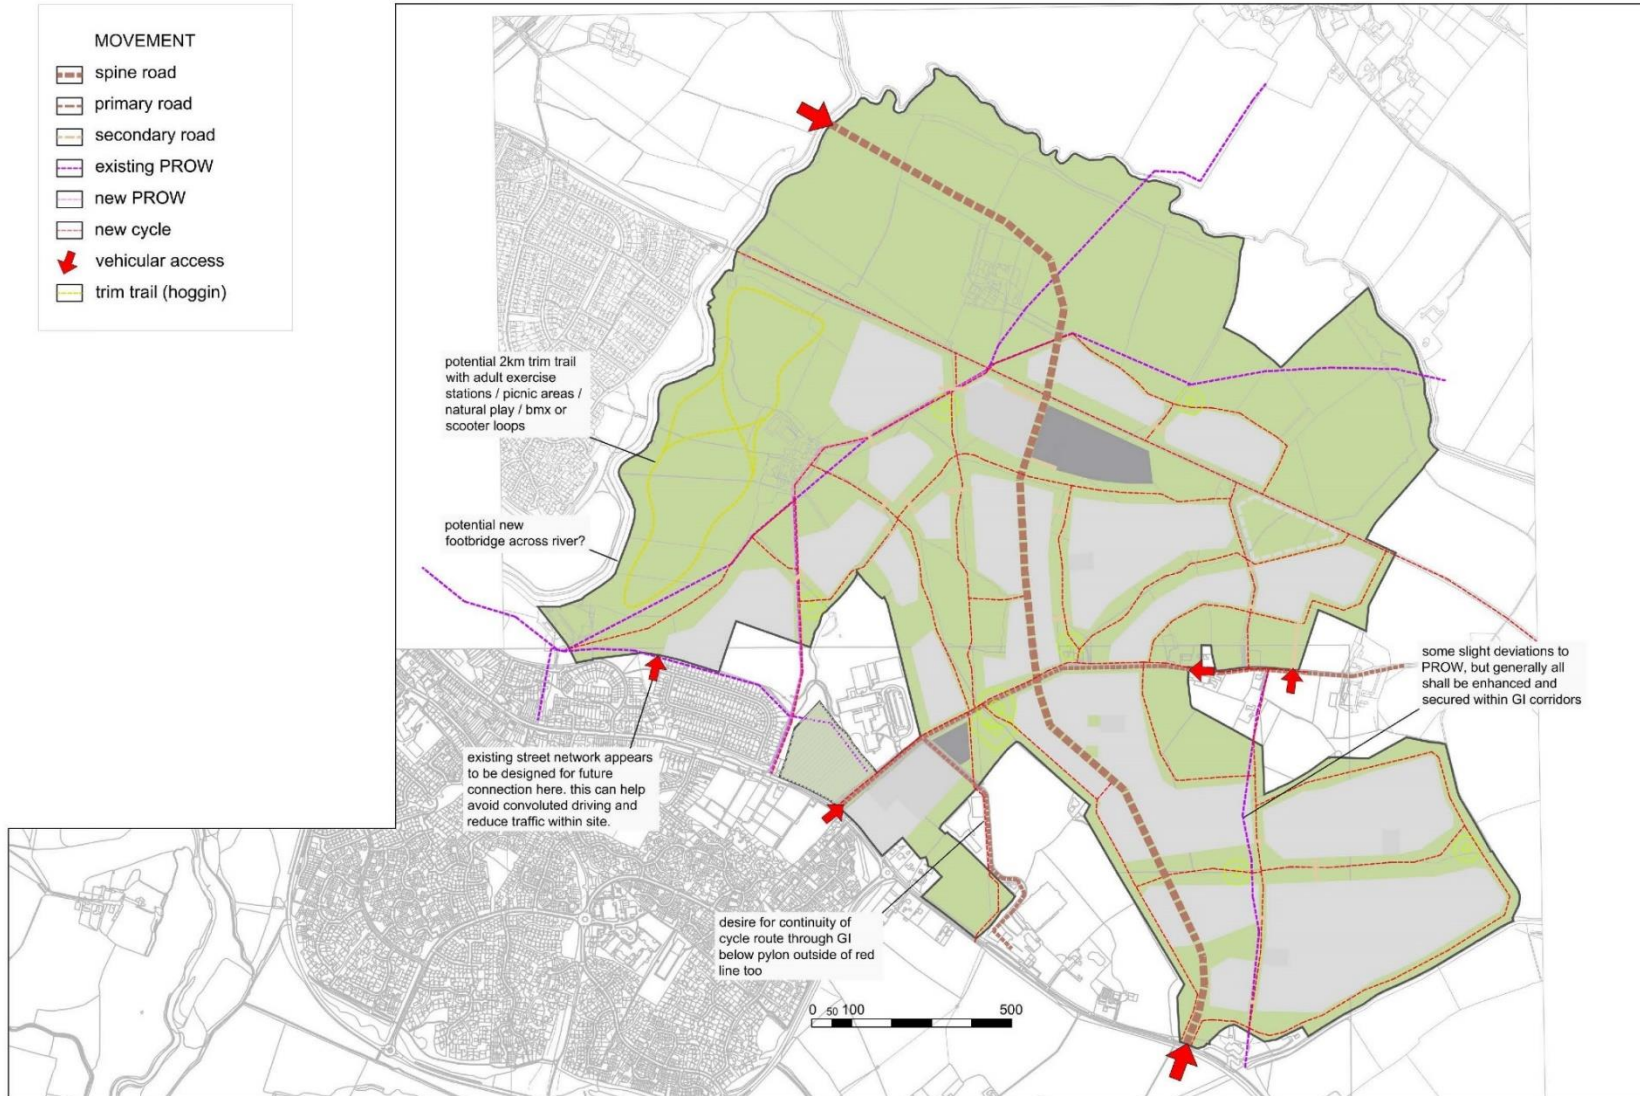 MOVEMENT
spine road
primary road
secondary road
existing PROW
new PROW
new cycle
vehicular access
trim trail (hoggin)
potential 2km trim trail
with adult exercise
stations / picnic areas /
natural play / bmx or
scooter loops
potential new
footbridge across river?
existing street network appears
to be designed for future
connection here. this can help
avoid convoluted driving and
reduce traffic within site.
some slight deviations to
PROW, but generally all
shall be enhanced and
secured within GI corridors
desire for continuity of
cycle route through GI
below pylon outside of red
line too
0 50 100 500